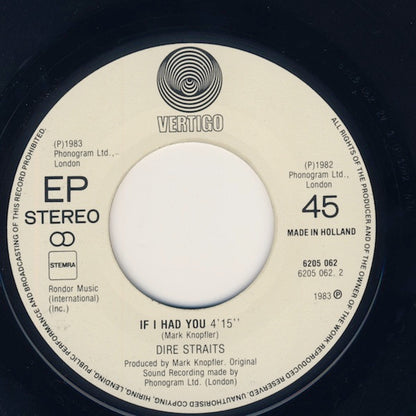 VERTIGO
(P)1983
Phonogram Ltd.,
London
EP
STEREO
STEMRA
Rondor Music
(International)
(Inc.)
(P)1982
Phonogram Ltd.,
London
45
MADE IN HOLLAND
6205 062
6205 062. 2
1983 ℗
IF I HAD YOU 4'15''
(Mark Knopfler)
DIRE STRAITS
Produced by Mark Knopfler. Original
Sound Recording made by
Phonogram Ltd. (London)
ALL RIGHTS OF THE PRODUCER AND OF THE OWNER OF THE WORK REPRODUCED RESERVED. UNAUTHORISED COPYING, HIRING, LENDING, PUBLIC PERFORMANCE AND BROADCASTING OF THIS RECORD PROHIBITED.